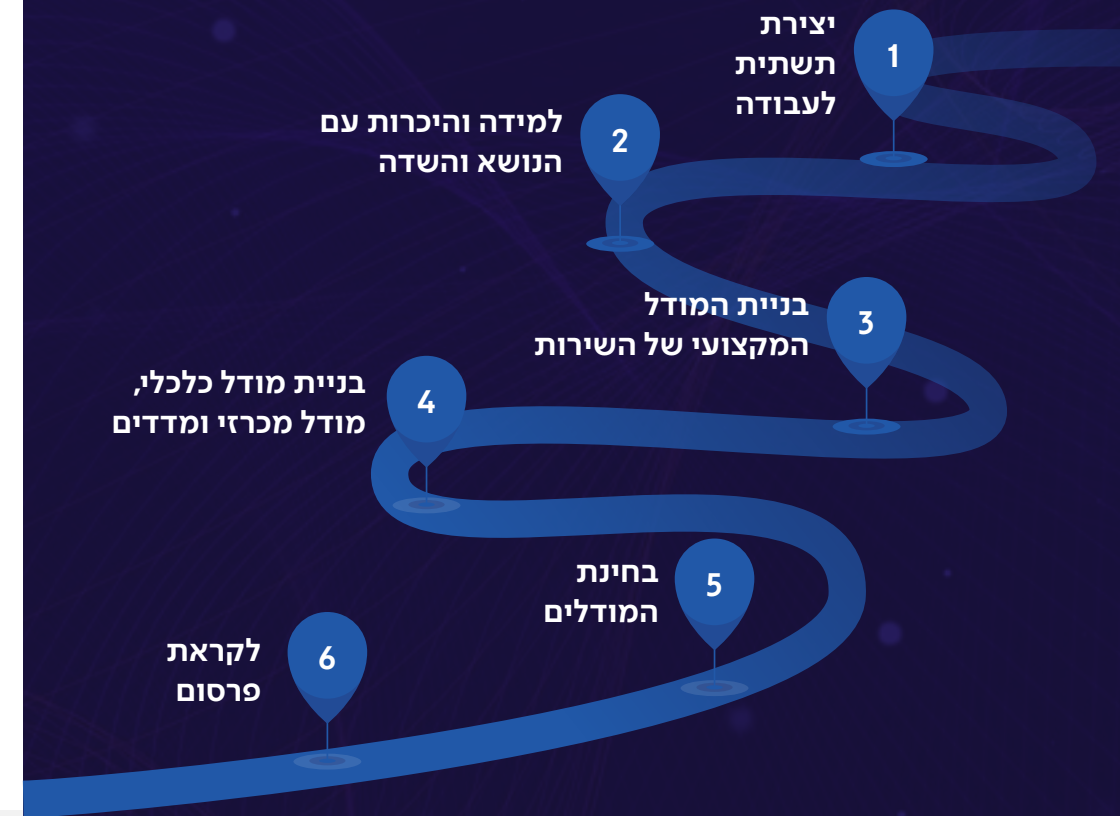 1
יצירת
תשתית
לעבודה
2
למידה והיכרות עם
הנושא והשדה
3
בניית המודל
המקצועי של השירות
4
בניית מודל כלכלי,
מודל מכרזי ומדדים
5
בחינת
המודלים
6
לקראת
פרסום